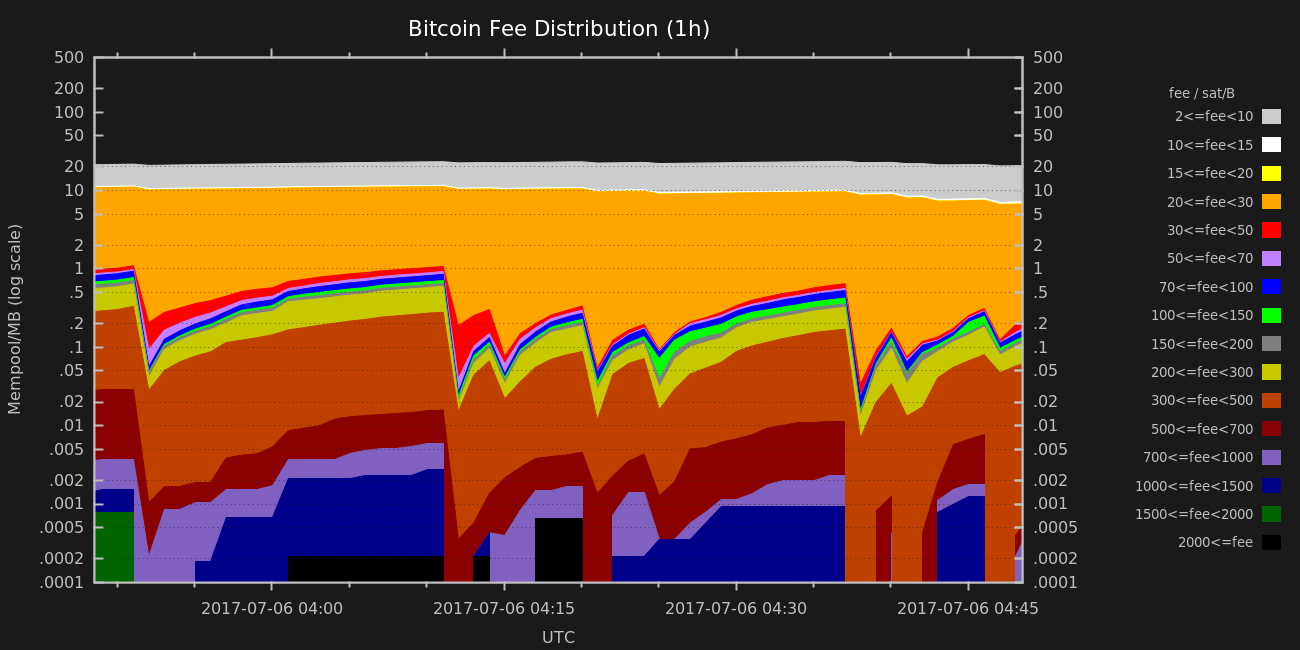 Bitcoin Fee Distribution (1h)
500 500
200 200
100 100
50 50
20 20
10 10
5 5
2 2
1 1
.5 .5
.2 .2
.1 .1
.05 .05
.02 .02
.01 .01
.005 .005
.002 .002
.001 .001
.0005 .0005
.0002 .0002
.0001 .0001
Mempool/MB (log scale)
2017-07-06 04:00 2017-07-06 04:15 2017-07-06 04:30 2017-07-06 04:45
UTC
fee / sat/B
2<=fee<10
10<=fee<15
15<=fee<20
20<=fee<30
30<=fee<50
50<=fee<70
70<=fee<100
100<=fee<150
150<=fee<200
200<=fee<300
300<=fee<500
500<=fee<700
700<=fee<1000
1000<=fee<1500
1500<=fee<2000
2000<=fee